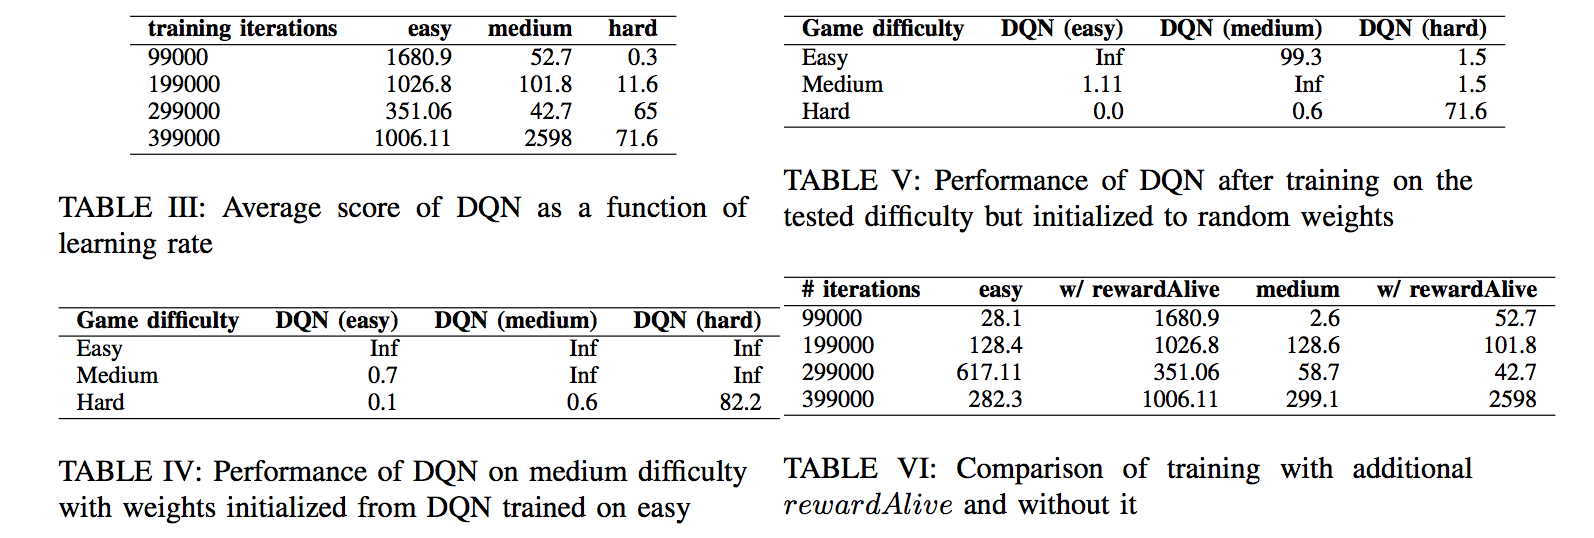 training iterations easy medium hard
99000 1680.9 52.7 0.3
199000 1026.8 101.8 11.6
299000 351.06 42.7 65
399000 1006.11 2598 71.6
TABLE III: Average score of DQN as a function of
learning rate
Game difficulty DQN (easy) DQN (medium) DQN (hard)
Easy Inf Inf Inf
Medium 0.7 Inf Inf
Hard 0.1 0.6 82.2
TABLE IV: Performance of DQN on medium difficulty
with weights initialized from DQN trained on easy
Game difficulty DQN (easy) DQN (medium) DQN (hard)
Easy Inf 99.3 1.5
Medium 1.11 Inf 1.5
Hard 0.0 0.6 71.6
TABLE V: Performance of DQN after training on the
tested difficulty but initialized to random weights
# iterations easy w/ rewardAlive medium w/ rewardAlive
99000 28.1 1680.9 2.6 52.7
199000 128.4 1026.8 128.6 101.8
299000 617.11 351.06 58.7 42.7
399000 282.3 1006.11 299.1 2598
TABLE VI: Comparison of training with additional
rewardAlive and without it